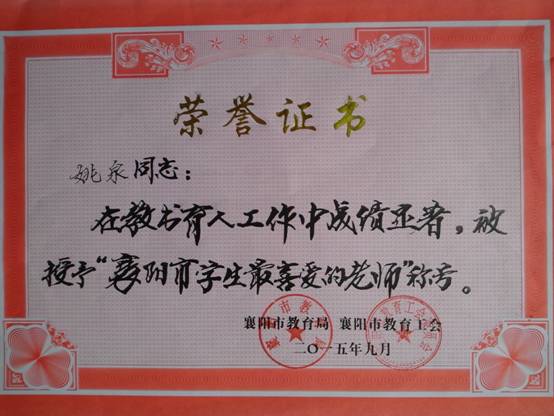 荣誉证书
姚泉同志：
在教书育人工作中成绩显著，被
授予“襄阳市学生最喜爱的老师”称号。
襄阳市教育局 襄阳市教育工会
二〇一五年九月